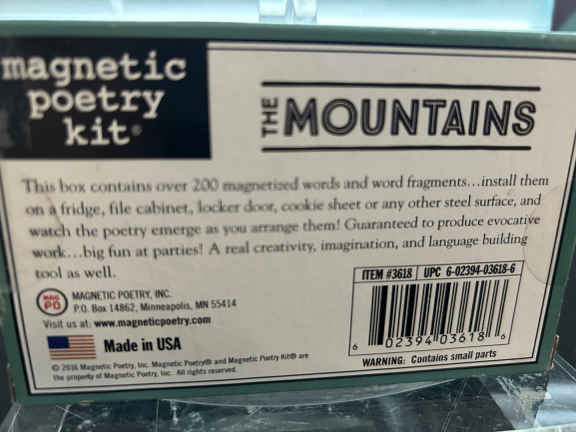 magnetic
poetry
kit®
THE MOUNTAINS
This box contains over 200 magnetized words and word fragments...install them
on a fridge, file cabinet, locker door, cookie sheet or any other steel surface, and
watch the poetry emerge as you arrange them! Guaranteed to produce evocative
work...big fun at parties! A real creativity, imagination, and language building
tool as well.
ITEM #3618 UPC 6-02394-03618-6
MAG PO
MAGNETIC POETRY, INC.
P.O. Box 14862, Minneapolis, MN 55414
Visit us at: www.magneticpoetry.com
Made in USA
6 02394 03618 6
WARNING: Contains small parts
© 2016 Magnetic Poetry, Inc. Magnetic Poetry® and Magnetic Poetry Kit® are
the property of Magnetic Poetry, Inc. All rights reserved.